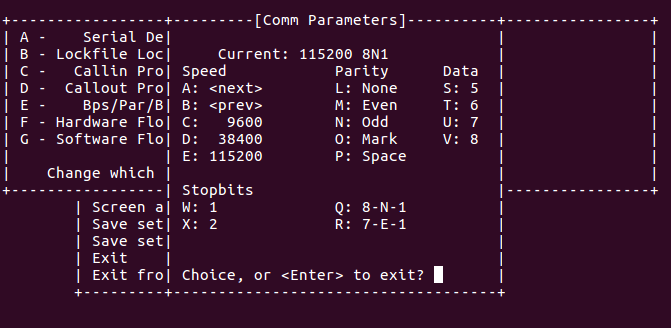 +-----------------+---------[Comm Parameters]----------+----------------+
| A -    Serial De|                                    |                |
| B - Lockfile Loc|     Current: 115200 8N1            |                |
| C -   Callin Pro| Speed            Parity      Data  |                |
| D -  Callout Pro| A: <next>        L: None     S: 5  |                |
| E -    Bps/Par/B| B: <prev>        M: Even     T: 6  |                |
| F - Hardware Flo| C:   9600        N: Odd      U: 7  |                |
| G - Software Flo| D:  38400        O: Mark     V: 8  |                |
|                 | E: 115200        P: Space          |                |
|    Change which |                                    |                |
+-----------------| Stopbits                           |----------------+
| Screen a| W: 1             Q: 8-N-1          |
| Save set| X: 2             R: 7-E-1          |
| Save set|                                    |
| Exit    |                                    |
| Exit fro| Choice, or <Enter> to exit?        |
+---------+------------------------------------+